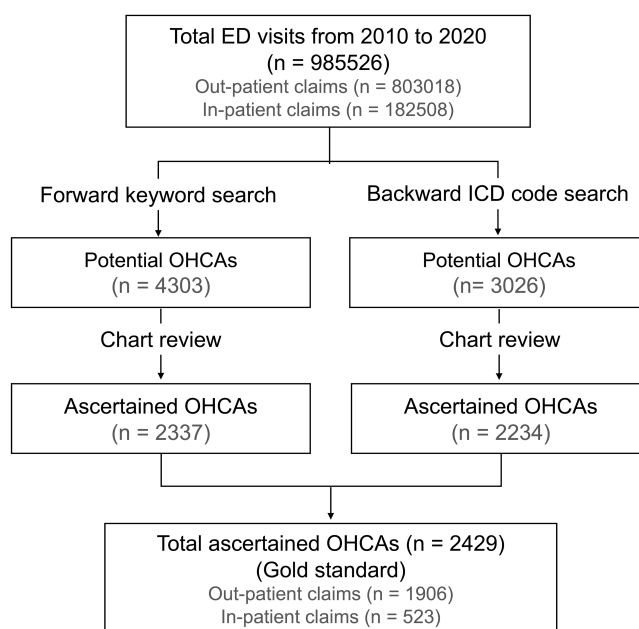 Total ED visits from 2010 to 2020
(n = 985526)
Out-patient claims (n = 803018)
In-patient claims (n = 182508)
Forward keyword search
Backward ICD code search
Potential OHCAs
(n = 4303)
Potential OHCAs
(n= 3026)
Chart review
Chart review
Ascertained OHCAs
(n = 2337)
Ascertained OHCAs
(n = 2234)
Total ascertained OHCAs (n = 2429)
(Gold standard)
Out-patient claims (n = 1906)
In-patient claims (n = 523)